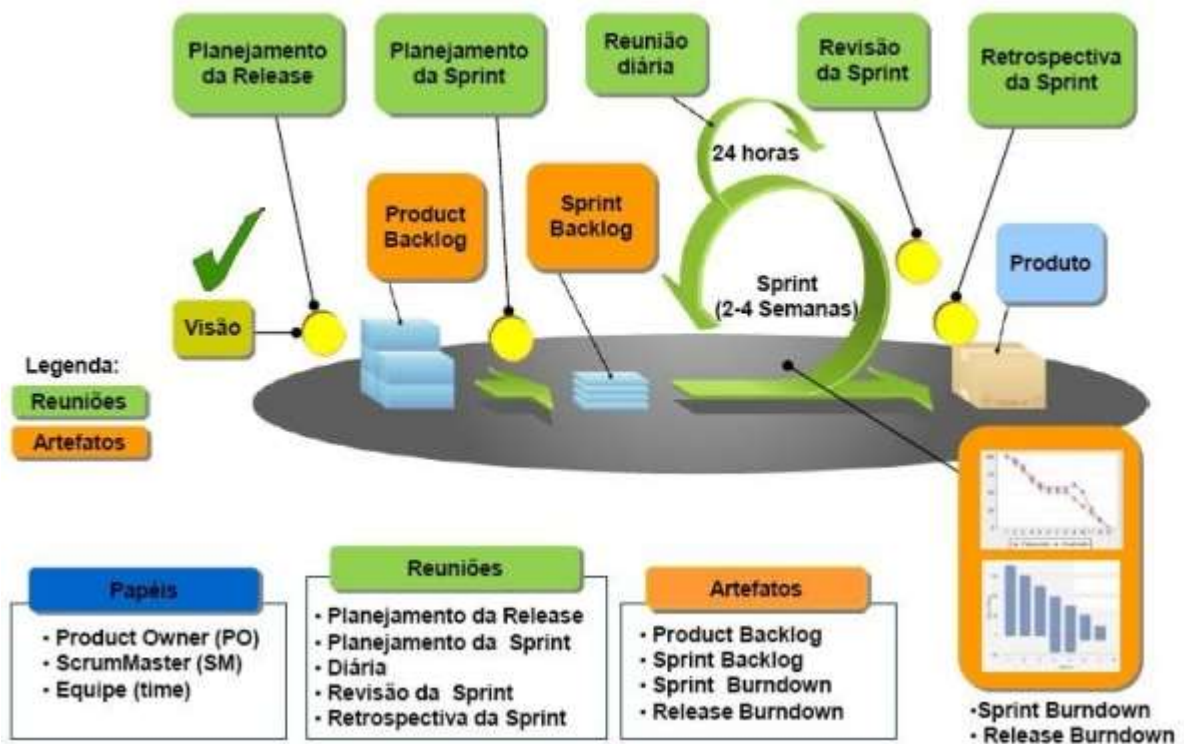 Planejamento
da Release
Planejamento
da Sprint
Reunião
diária
Revisão
da Sprint
Retrospectiva
da Sprint
24 horas
Product
Backlog
Sprint
Backlog
Sprint
(2-4 Semanas)
Produto
Visão
Legenda:
Reuniões
Artefatos
Papéis
• Product Owner (PO)
• ScrumMaster (SM)
• Equipe (time)
Reuniões
• Planejamento da Release
• Planejamento da Sprint
• Diária
• Revisão da Sprint
• Retrospectiva da Sprint
Artefatos
• Product Backlog
• Sprint Backlog
• Sprint Burndown
• Release Burndown
•Sprint Burndown
• Release Burndown